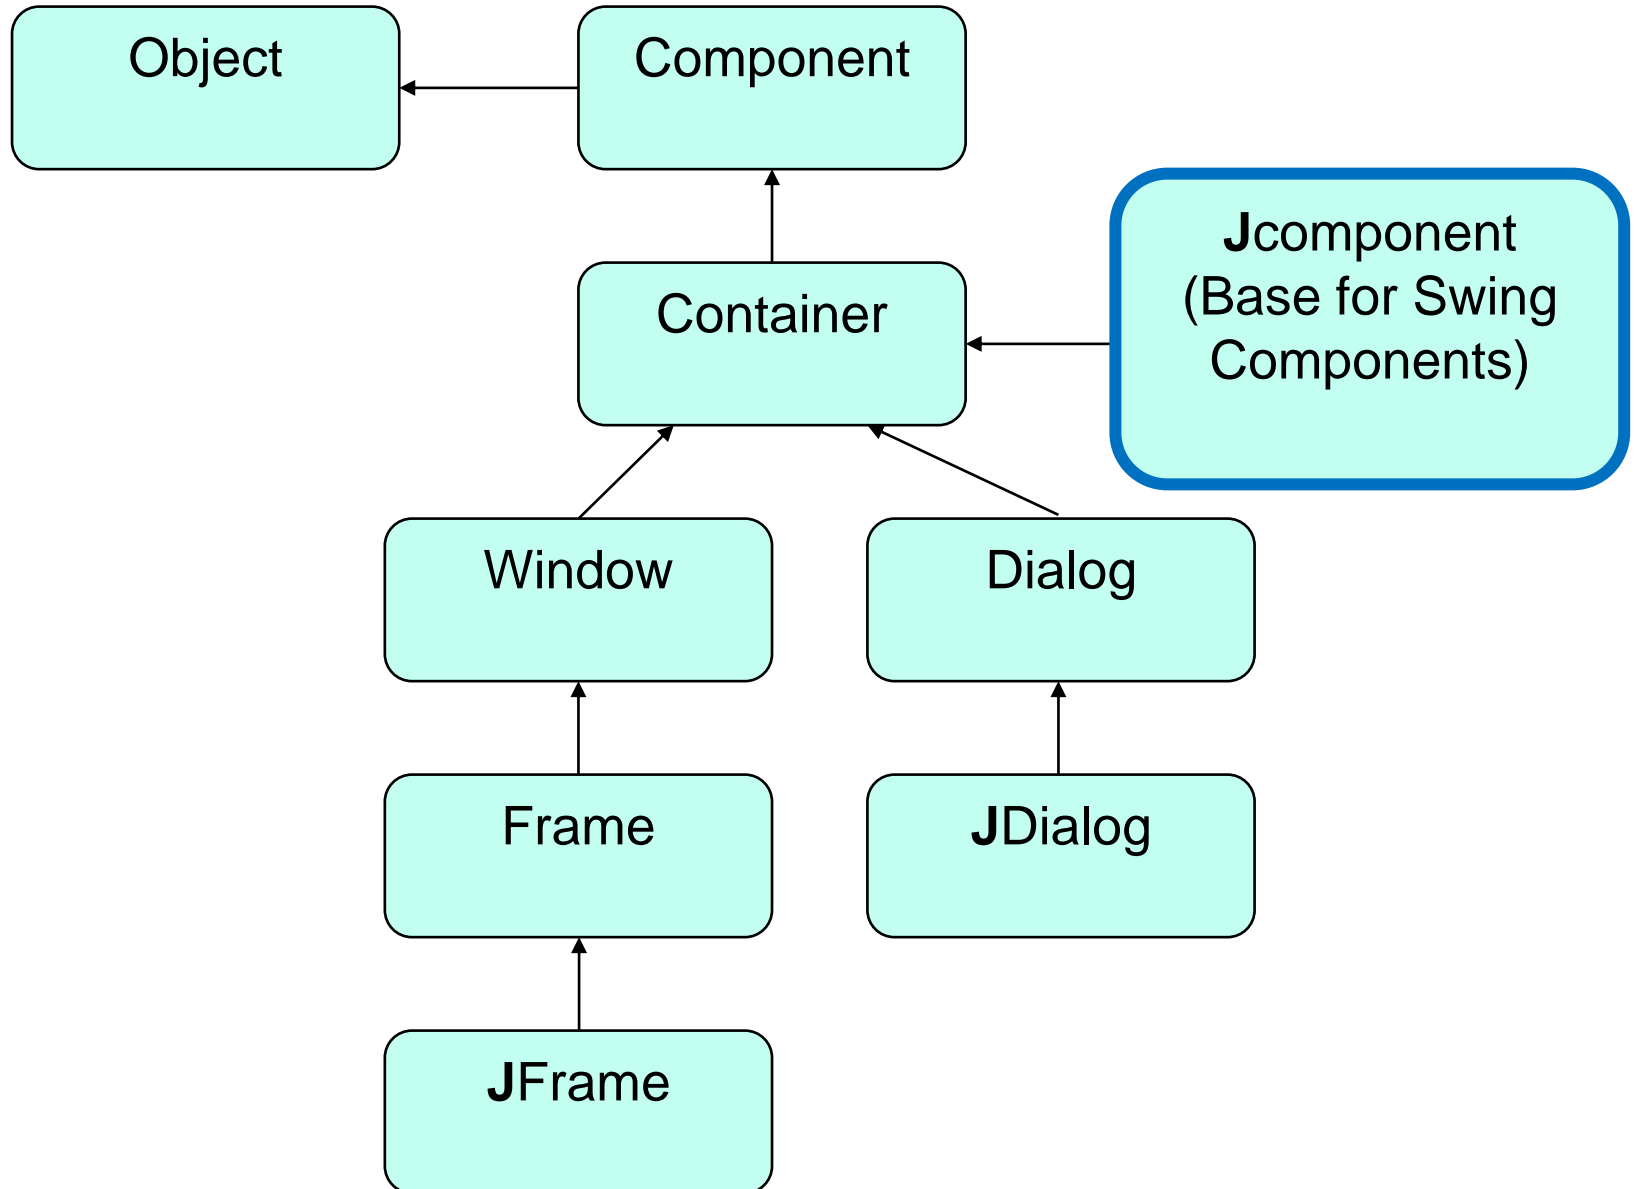 Object
Component
Jcomponent
(Base for Swing
Components)
Container
Window
Dialog
Frame
JDialog
JFrame